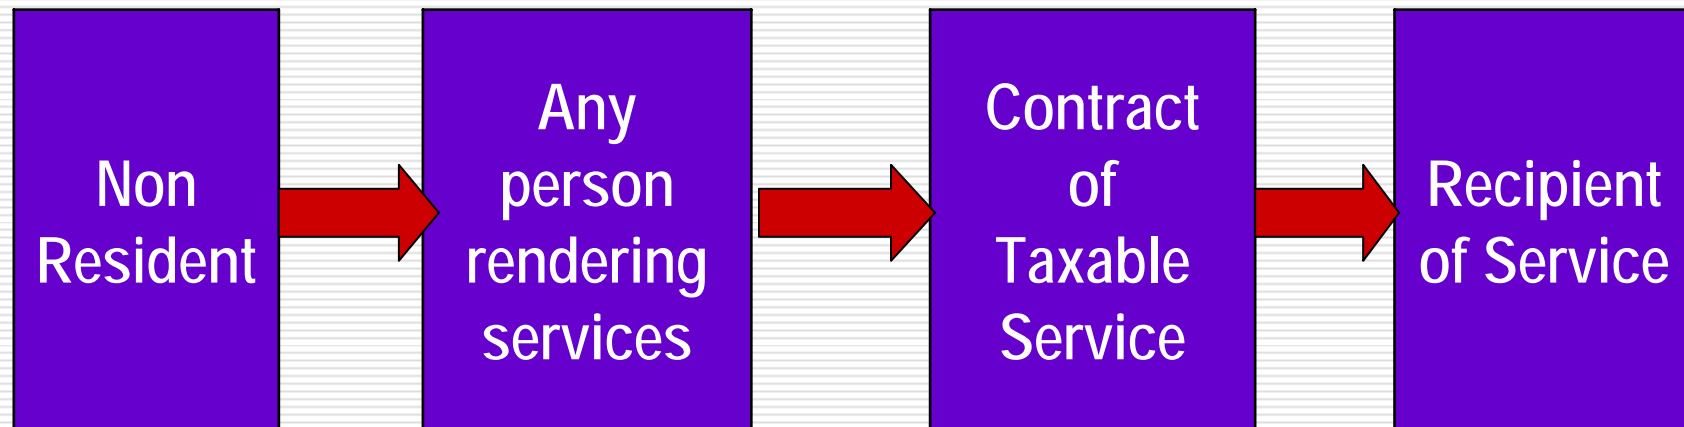 Non
Resident
Any
person
rendering
services
Contract
of
Taxable
Service
Recipient
of Service